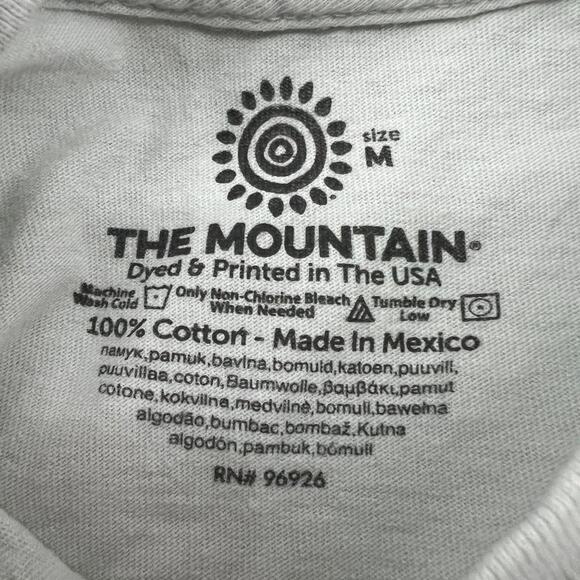 size
M
THE MOUNTAIN®
Dyed & Printed in The USA
Machine Wash Cold
Only Non-Chlorine Bleach When Needed
Tumble Dry Low
100% Cotton - Made In Mexico
памук,pamuk,bavlna,bomuld,katoen,puuvill,
puuvillaa,coton,Baumwolle,βαμβάκι,pamut
cotone,kokvilna,medvilnė,bomull,bawełna
algodão,bumbac,bombaž,Kutna
algodón,pambuk,bómull
RN# 96926